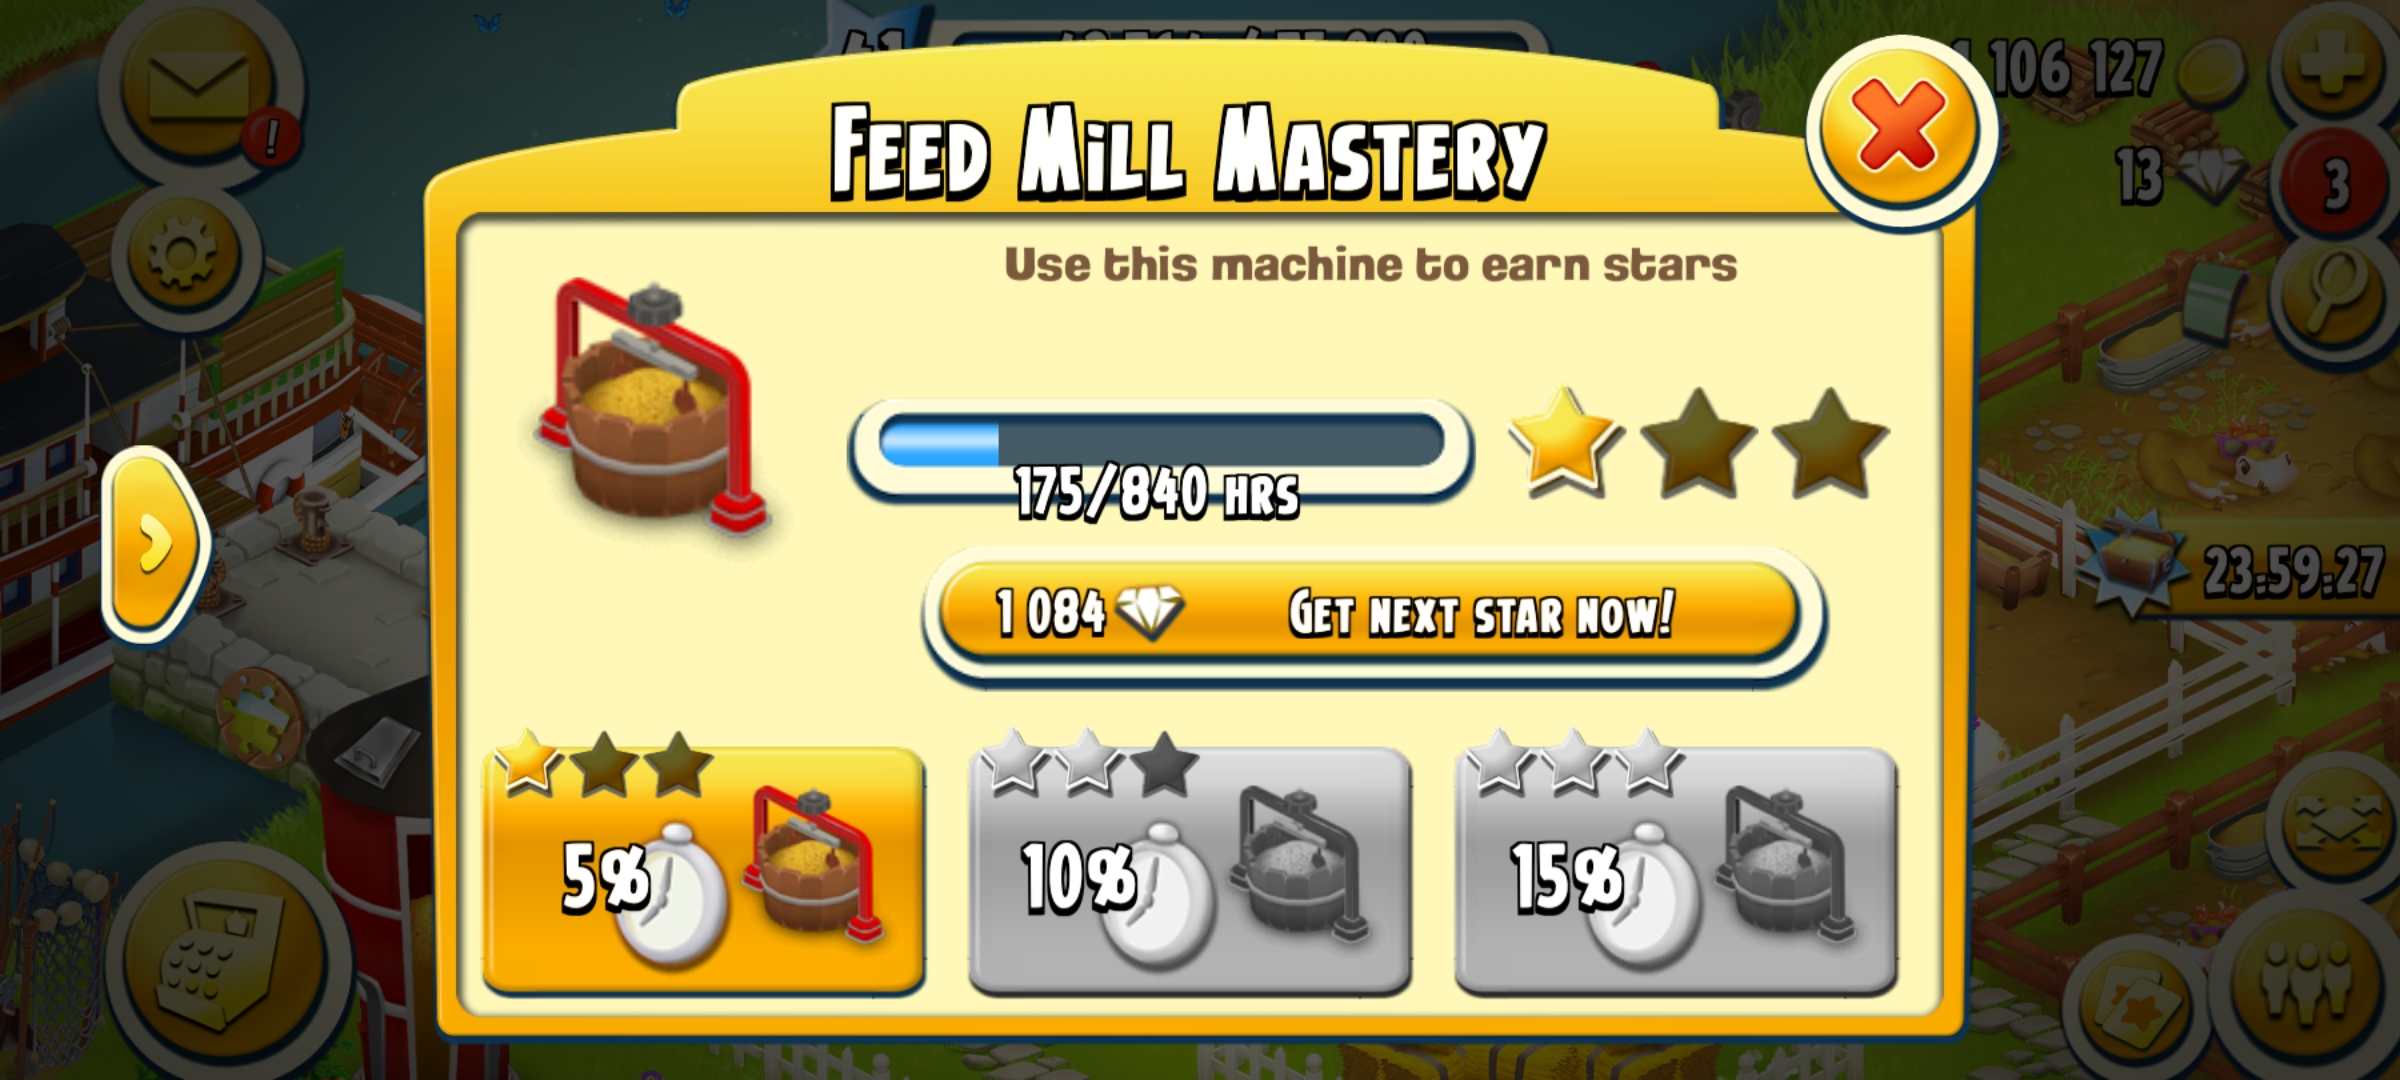 FEED MILL MASTERY
106 127
13
!
3
Use this machine to earn stars
175/840 HRS
23:59:27
1 084 GET NEXT STAR NOW!
5%
10%
15%